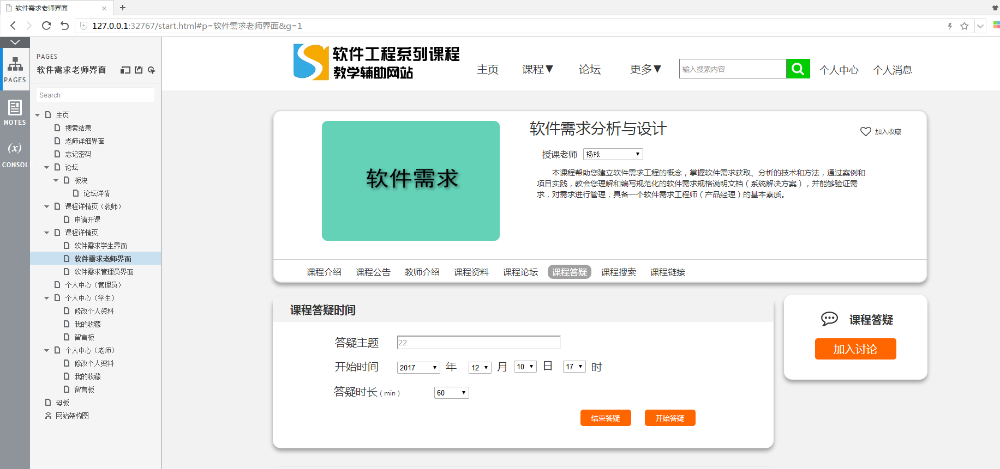 软件需求老师界面
127.0.0.1:32767/start.html#p=软件需求老师界面&g=1
PAGES
NOTES
(x)
CONSOLE
PAGES
软件需求老师界面
Search
主页
搜索结果
老师详细界面
忘记密码
论坛
板块
论坛详情
课程详情页（教师）
申请开课
课程详情页
软件需求学生界面
软件需求老师界面
软件需求管理员界面
个人中心（管理员）
个人中心（学生）
修改个人资料
我的收藏
留言板
个人中心（老师）
修改个人资料
我的收藏
留言板
母板
网站架构图
软件工程系列课程
教学辅助网站
主页 课程▼ 论坛 更多▼ 输入搜索内容 个人中心 个人消息
软件需求
软件需求分析与设计
加入收藏
授课老师 杨枨
本课程帮助您建立软件需求工程的概念，掌握软件需求获取、分析的技术和方法，通过案例和
项目实践，教会您理解和编写规范化的软件需求规格说明文档（系统解决方案），并能够验证需
求，对需求进行管理，具备一个软件需求工程师（产品经理）的基本素质。
课程介绍 课程公告 教师介绍 课程资料 课程论坛 课程答疑 课程搜索 课程链接
课程答疑时间
答疑主题 22
开始时间 2017 年 12 月 10 日 17 时
答疑时长（min） 60
结束答疑 开始答疑
课程答疑
加入讨论